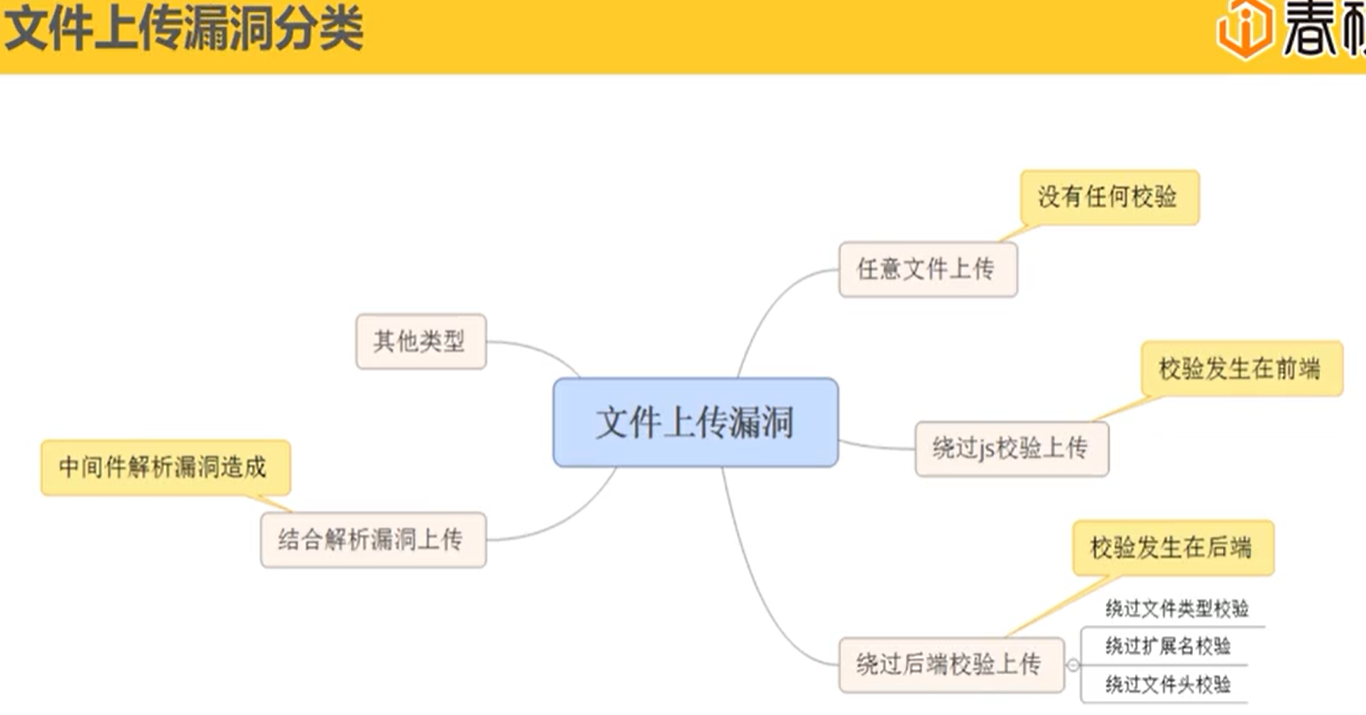 文件上传漏洞分类
春
没有任何校验
任意文件上传
其他类型
校验发生在前端
文件上传漏洞
绕过js校验上传
中间件解析漏洞造成
结合解析漏洞上传
校验发生在后端
绕过文件类型校验
绕过扩展名校验
绕过后端校验上传
绕过文件头校验